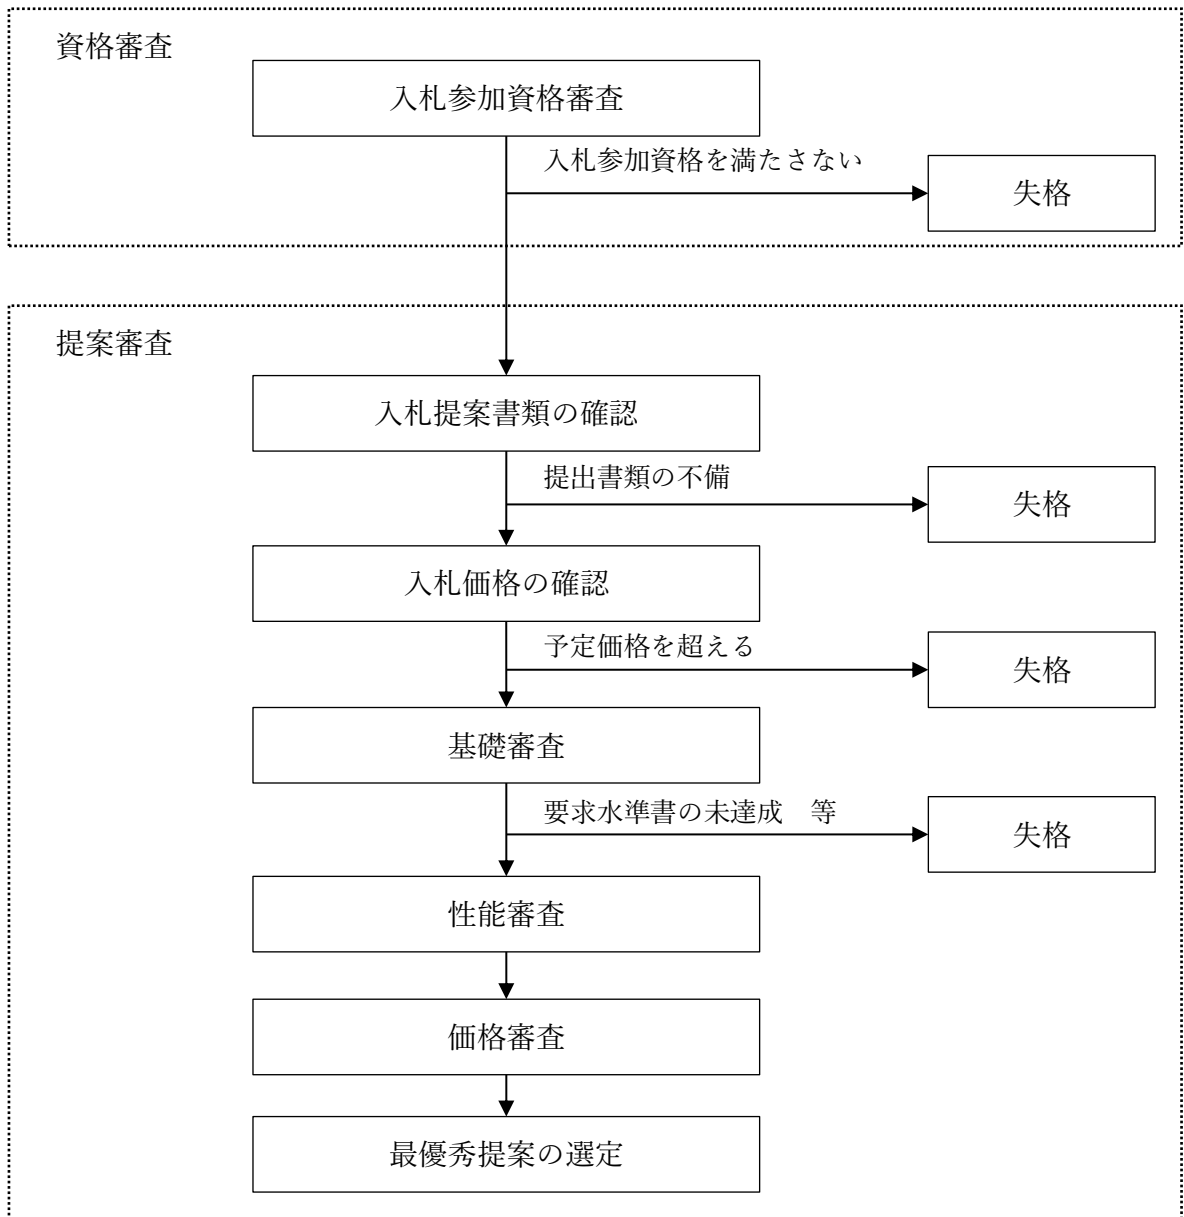 資格審査
入札参加資格審査
入札参加資格を満たさない
失格
提案審査
入札提案書類の確認
提出書類の不備
失格
入札価格の確認
予定価格を超える
失格
基礎審査
要求水準書の未達成　等
失格
性能審査
価格審査
最優秀提案の選定